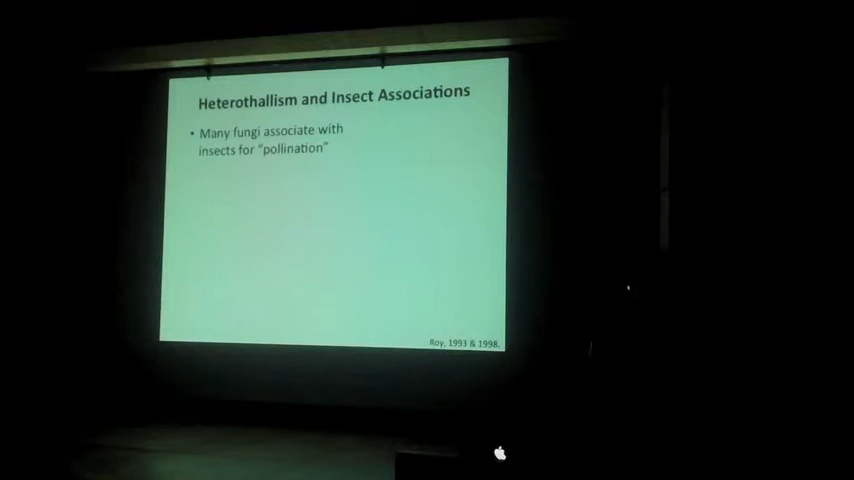 Heterothallism and Insect Associations
• Many fungi associate with
insects for “pollination”
Roy, 1993 & 1998.